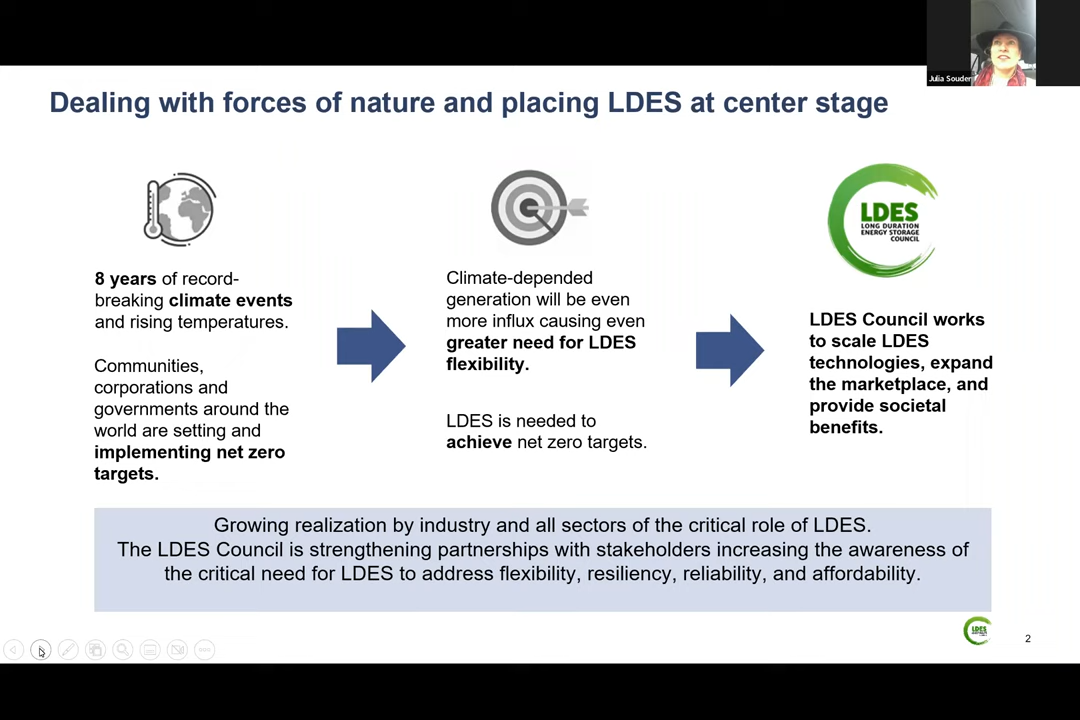 Julia Souder
Dealing with forces of nature and placing LDES at center stage
8 years of record-
breaking climate events
and rising temperatures.
Communities,
corporations and
governments around the
world are setting and
implementing net zero
targets.
Climate-depended
generation will be even
more influx causing even
greater need for LDES
flexibility.
LDES is needed to
achieve net zero targets.
LDES
LONG DURATION
ENERGY STORAGE
COUNCIL
LDES Council works
to scale LDES
technologies, expand
the marketplace, and
provide societal
benefits.
Growing realization by industry and all sectors of the critical role of LDES.
The LDES Council is strengthening partnerships with stakeholders increasing the awareness of
the critical need for LDES to address flexibility, resiliency, reliability, and affordability.
LDES
2